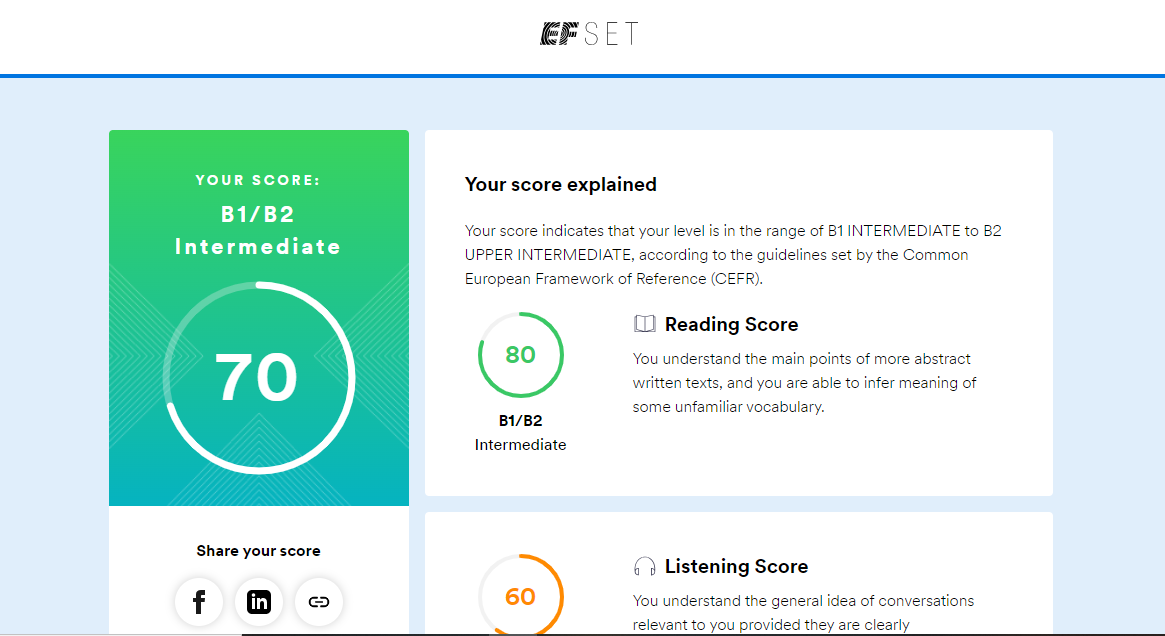 EF SET
YOUR SCORE:
B1/B2
Intermediate
70
Share your score
f
in
Your score explained
Your score indicates that your level is in the range of B1 INTERMEDIATE to B2
UPPER INTERMEDIATE, according to the guidelines set by the Common
European Framework of Reference (CEFR).
80
B1/B2
Intermediate
Reading Score
You understand the main points of more abstract
written texts, and you are able to infer meaning of
some unfamiliar vocabulary.
60
Listening Score
You understand the general idea of conversations
relevant to you provided they are clearly